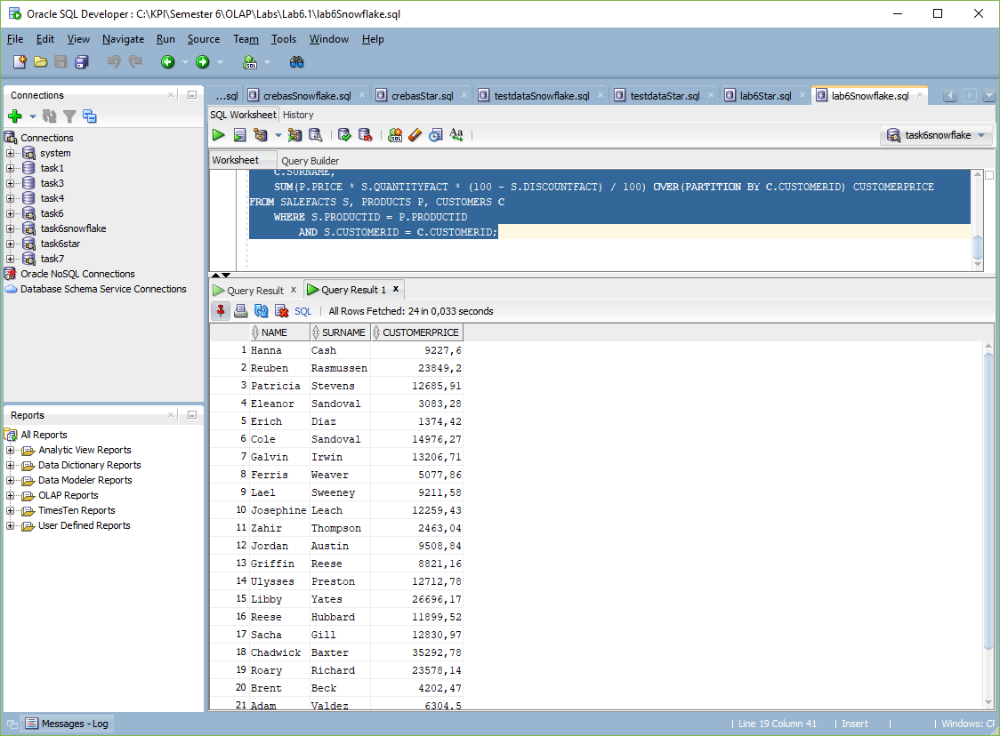 Oracle SQL Developer : C:\KPI\Semester 6\OLAP\Labs\Lab6.1\lab6Snowflake.sql
File Edit View Navigate Run Source Team Tools Window Help
Connections
Connections
system
task1
task3
task4
task6
task6snowflake
task6star
task7
Oracle NoSQL Connections
Database Schema Service Connections
Reports
All Reports
Analytic View Reports
Data Dictionary Reports
Data Modeler Reports
OLAP Reports
TimesTen Reports
User Defined Reports
...sql crebasSnowflake.sql crebasStar.sql testdataSnowflake.sql testdataStar.sql lab6Star.sql lab6Snowflake.sql
SQL Worksheet History
task6snowflake
Worksheet Query Builder
C.SURNAME,
SUM(P.PRICE * S.QUANTITYFACT * (100 - S.DISCOUNTFACT) / 100) OVER(PARTITION BY C.CUSTOMERID) CUSTOMERPRICE
FROM SALEFACTS S, PRODUCTS P, CUSTOMERS C
WHERE S.PRODUCTID = P.PRODUCTID
AND S.CUSTOMERID = C.CUSTOMERID;
Query Result x Query Result 1 x
SQL | All Rows Fetched: 24 in 0,033 seconds
NAME SURNAME CUSTOMERPRICE
1 Hanna Cash 9227,6
2 Reuben Rasmussen 23849,2
3 Patricia Stevens 12685,91
4 Eleanor Sandoval 3083,28
5 Erich Diaz 1374,42
6 Cole Sandoval 14976,27
7 Galvin Irwin 13206,71
8 Ferris Weaver 5077,86
9 Lael Sweeney 9211,58
10 Josephine Leach 12259,43
11 Zahir Thompson 2463,04
12 Jordan Austin 9508,84
13 Griffin Reese 8821,16
14 Ulysses Preston 12712,78
15 Libby Yates 26696,17
16 Reese Hubbard 11899,52
17 Sacha Gill 12830,97
18 Chadwick Baxter 35292,78
19 Roary Richard 23578,14
20 Brent Beck 4202,47
21 Adam Valdez 6304,5
Messages - Log
| Line 19 Column 41 | Insert | | Windows: CF